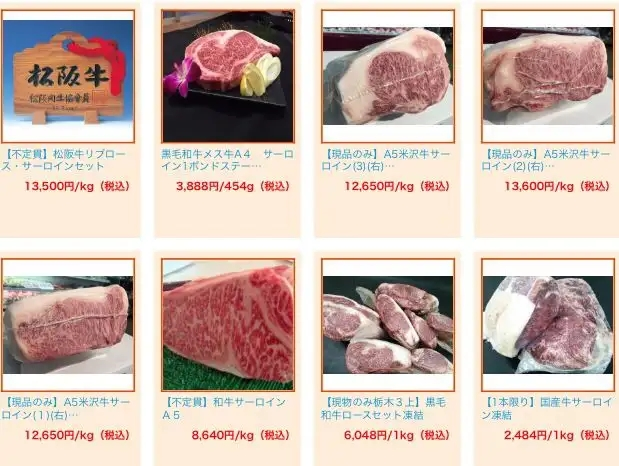 松阪牛
松阪肉牛協會員
【不定貫】松阪牛リブロー
ス・サーロインセット
13,500円/kg（税込）
黒毛和牛メス牛A４　サーロ
イン1ポンドステー…
3,888円/454g（税込）
【現品のみ】A5米沢牛サー
ロイン(3)(右)…
12,650円/kg（税込）
【現品のみ】A5米沢牛サー
ロイン(2)(右)…
13,600円/kg（税込）
【現品のみ】A5米沢牛サー
ロイン(１)(右)…
12,650円/kg（税込）
【不定貫】和牛サーロイン
A５
8,640円/kg（税込）
【現物のみ栃木３上】黒毛
和牛ロースセット凍結
6,048円/1kg（税込）
【1本限り】国産牛サーロイ
ン凍結
2,484円/1kg（税込）